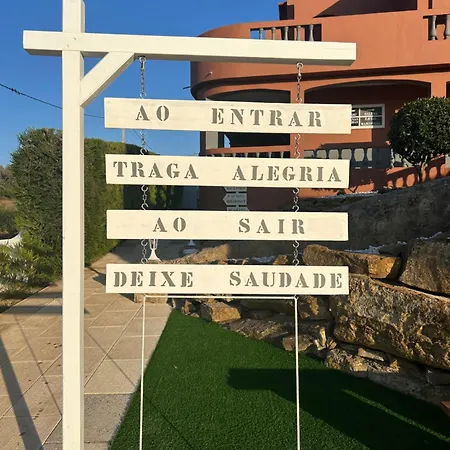 AO ENTRAR
TRAGA ALEGRIA
AO SAIR
DEIXE SAUDADE